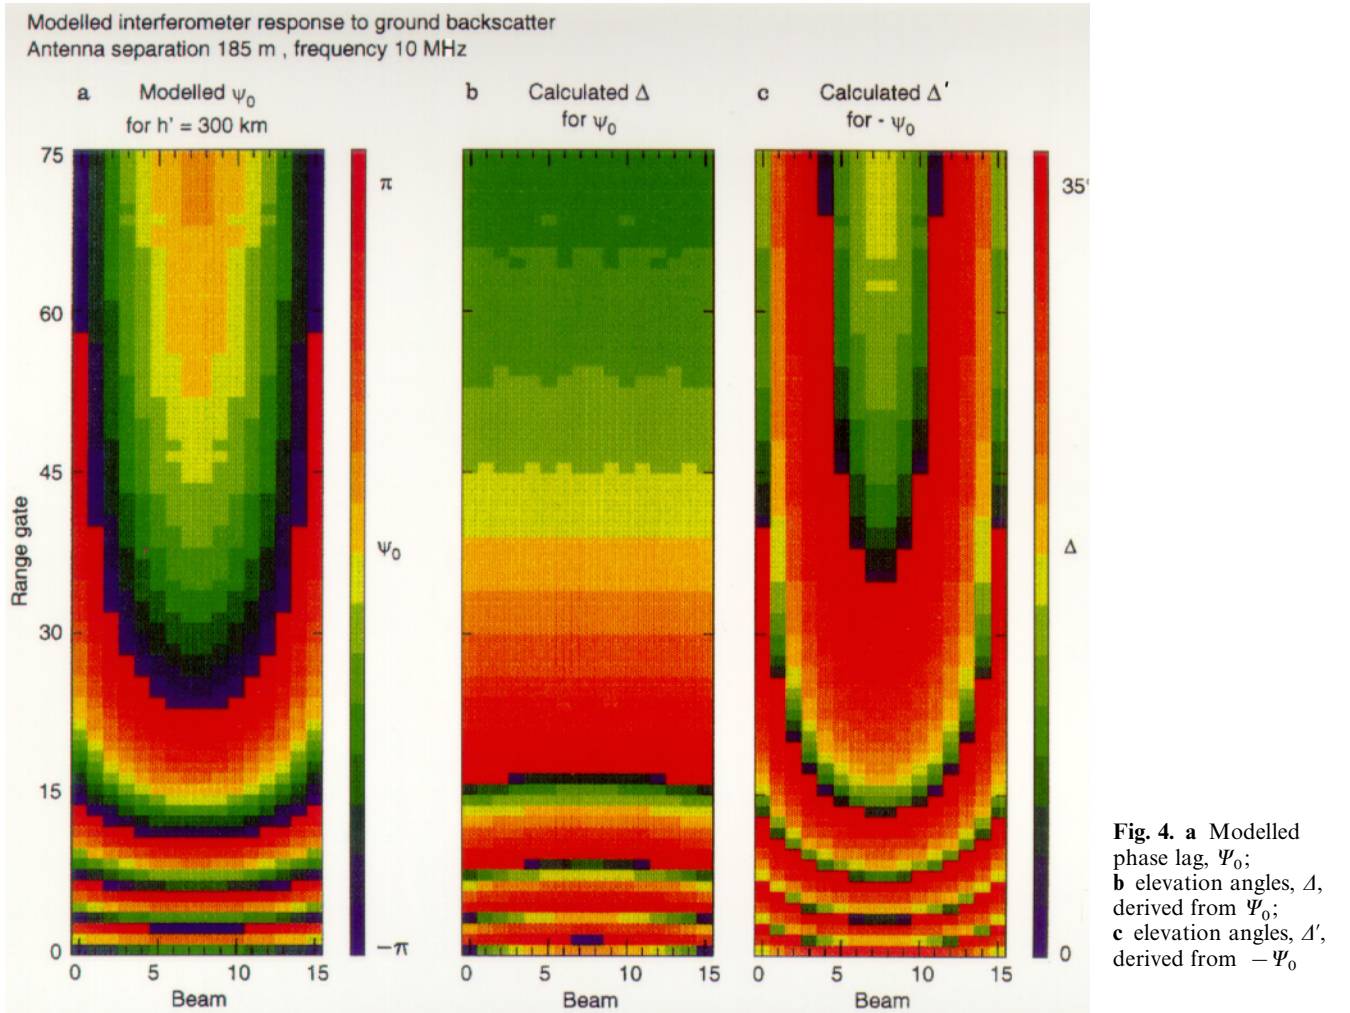 Modelled interferometer response to ground backscatter
Antenna separation 185 m , frequency 10 MHz
a Modelled ψ₀
for h' = 300 km
b Calculated Δ
for ψ₀
c Calculated Δ′
for - ψ₀
75
60
45
30
15
0
Range gate
0 5 10 15
Beam
π
ψ₀
−π
0 5 10 15
Beam
0 5 10 15
Beam
35°
Δ
0
Fig. 4. a Modelled
phase lag, Ψ₀;
b elevation angles, Δ,
derived from Ψ₀;
c elevation angles, Δ′,
derived from −Ψ₀